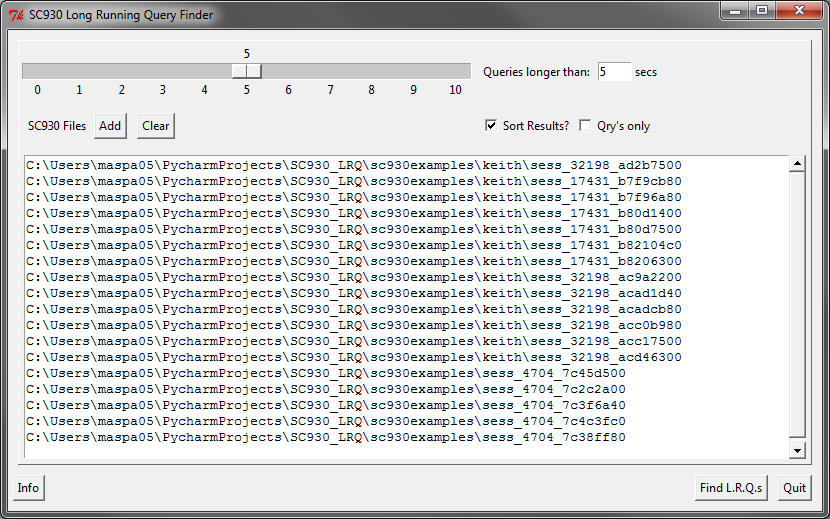 SC930 Long Running Query Finder
5
0 1 2 3 4 5 6 7 8 9 10
Queries longer than: 5 secs
SC930 Files Add Clear
Sort Results? Qry's only
C:\Users\maspa05\PycharmProjects\SC930_LRQ\sc930examples\keith\sess_32198_ad2b7500
C:\Users\maspa05\PycharmProjects\SC930_LRQ\sc930examples\keith\sess_17431_b7f9cb80
C:\Users\maspa05\PycharmProjects\SC930_LRQ\sc930examples\keith\sess_17431_b7f96a80
C:\Users\maspa05\PycharmProjects\SC930_LRQ\sc930examples\keith\sess_17431_b80d1400
C:\Users\maspa05\PycharmProjects\SC930_LRQ\sc930examples\keith\sess_17431_b80d7500
C:\Users\maspa05\PycharmProjects\SC930_LRQ\sc930examples\keith\sess_17431_b82104c0
C:\Users\maspa05\PycharmProjects\SC930_LRQ\sc930examples\keith\sess_17431_b8206300
C:\Users\maspa05\PycharmProjects\SC930_LRQ\sc930examples\keith\sess_32198_ac9a2200
C:\Users\maspa05\PycharmProjects\SC930_LRQ\sc930examples\keith\sess_32198_acad1d40
C:\Users\maspa05\PycharmProjects\SC930_LRQ\sc930examples\keith\sess_32198_acadcb80
C:\Users\maspa05\PycharmProjects\SC930_LRQ\sc930examples\keith\sess_32198_acc0b980
C:\Users\maspa05\PycharmProjects\SC930_LRQ\sc930examples\keith\sess_32198_acc17500
C:\Users\maspa05\PycharmProjects\SC930_LRQ\sc930examples\keith\sess_32198_acd46300
C:\Users\maspa05\PycharmProjects\SC930_LRQ\sc930examples\sess_4704_7c45d500
C:\Users\maspa05\PycharmProjects\SC930_LRQ\sc930examples\sess_4704_7c2c2a00
C:\Users\maspa05\PycharmProjects\SC930_LRQ\sc930examples\sess_4704_7c3f6a40
C:\Users\maspa05\PycharmProjects\SC930_LRQ\sc930examples\sess_4704_7c4c3fc0
C:\Users\maspa05\PycharmProjects\SC930_LRQ\sc930examples\sess_4704_7c38ff80
Info Find L.R.Q.s Quit